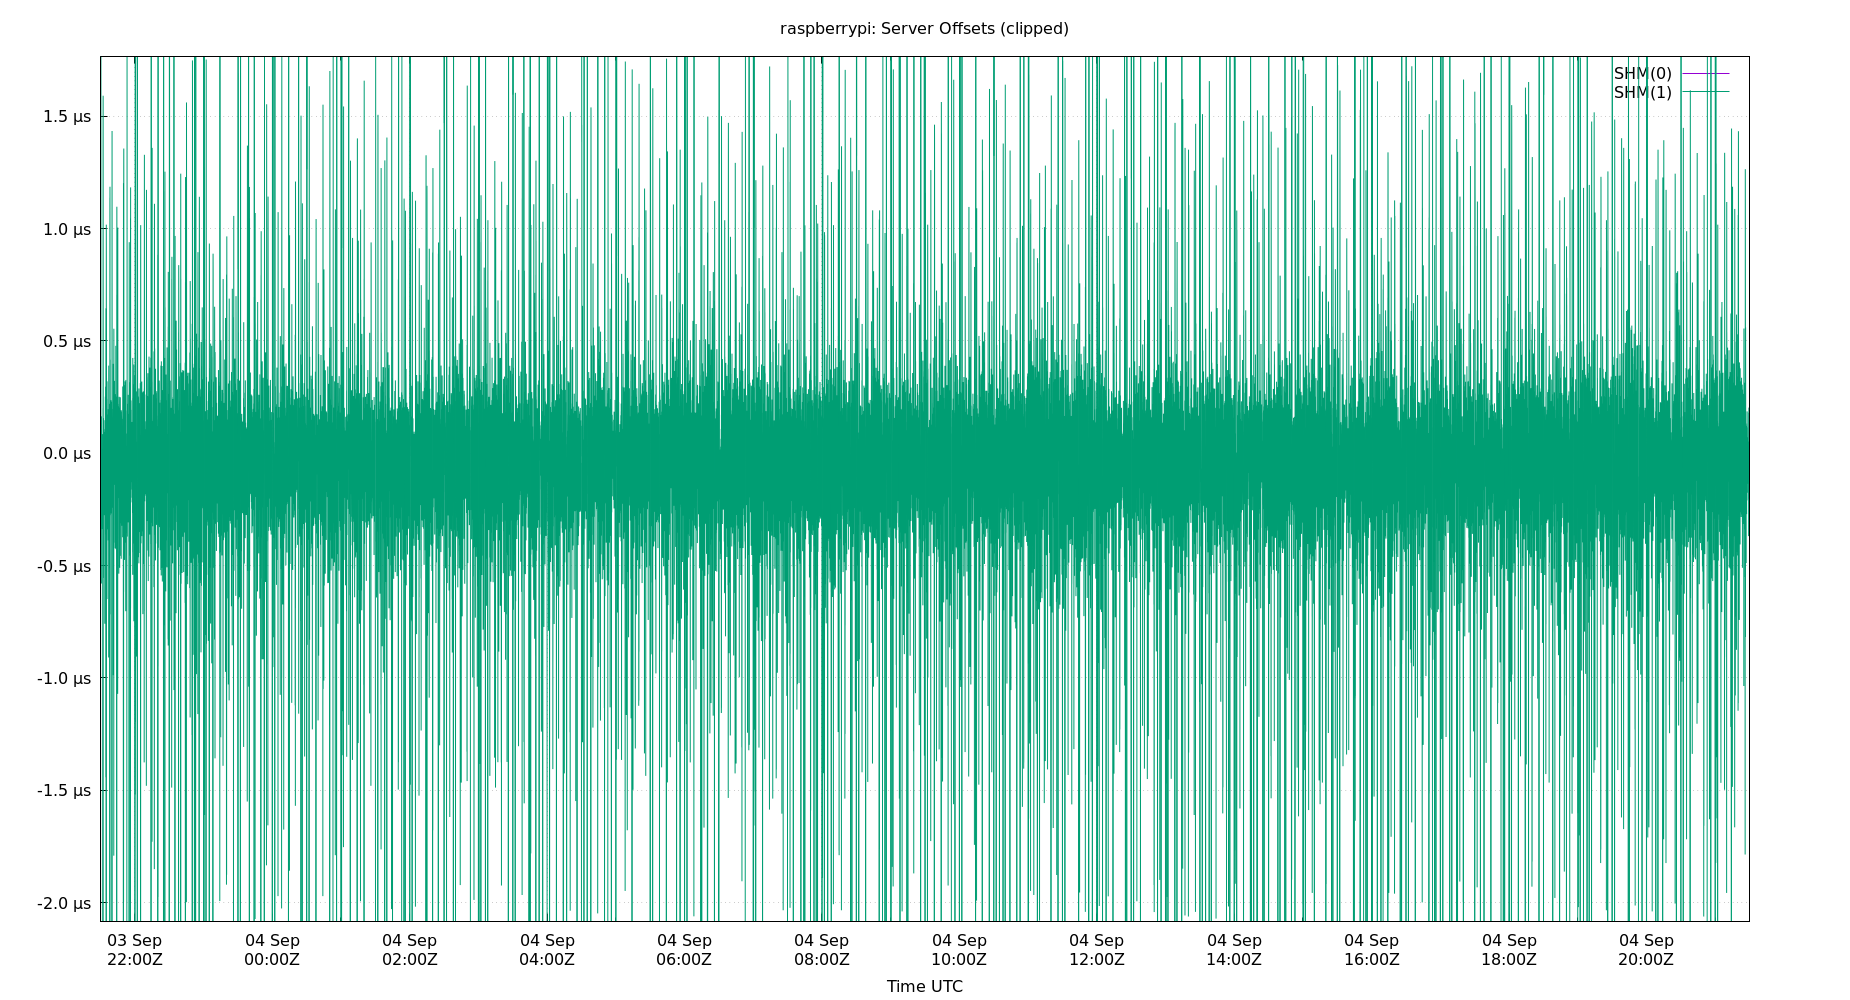 raspberrypi: Server Offsets (clipped)
SHM(0)
SHM(1)
1.5 µs
1.0 µs
0.5 µs
0.0 µs
-0.5 µs
-1.0 µs
-1.5 µs
-2.0 µs
03 Sep 04 Sep 04 Sep 04 Sep 04 Sep 04 Sep 04 Sep 04 Sep 04 Sep 04 Sep 04 Sep 04 Sep
22:00Z 00:00Z 02:00Z 04:00Z 06:00Z 08:00Z 10:00Z 12:00Z 14:00Z 16:00Z 18:00Z 20:00Z
Time UTC